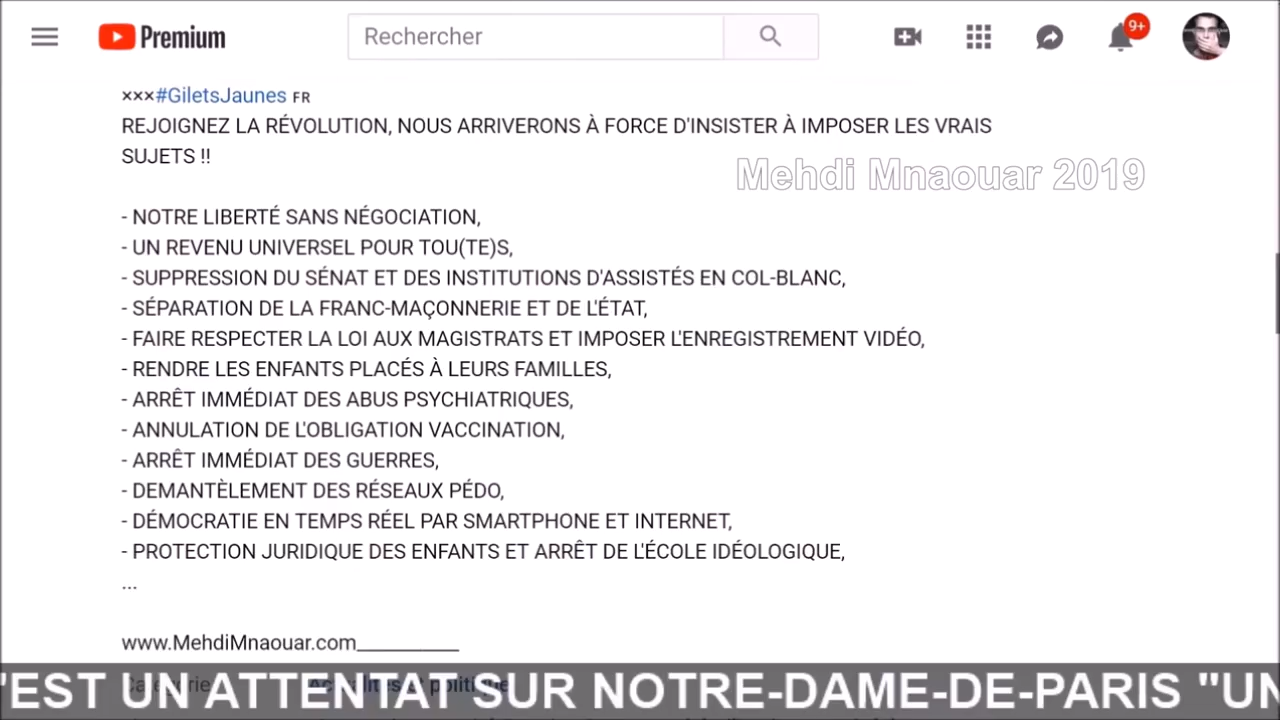 Premium
Rechercher
9+
×××#GiletsJaunes FR
REJOIGNEZ LA RÉVOLUTION, NOUS ARRIVERONS À FORCE D'INSISTER À IMPOSER LES VRAIS
SUJETS !!
Mehdi Mnaouar 2019
- NOTRE LIBERTÉ SANS NÉGOCIATION,
- UN REVENU UNIVERSEL POUR TOU(TE)S,
- SUPPRESSION DU SÉNAT ET DES INSTITUTIONS D'ASSISTÉS EN COL-BLANC,
- SÉPARATION DE LA FRANC-MAÇONNERIE ET DE L'ÉTAT,
- FAIRE RESPECTER LA LOI AUX MAGISTRATS ET IMPOSER L'ENREGISTREMENT VIDÉO,
- RENDRE LES ENFANTS PLACÉS À LEURS FAMILLES,
- ARRÊT IMMÉDIAT DES ABUS PSYCHIATRIQUES,
- ANNULATION DE L'OBLIGATION VACCINATION,
- ARRÊT IMMÉDIAT DES GUERRES,
- DEMANTÈLEMENT DES RÉSEAUX PÉDO,
- DÉMOCRATIE EN TEMPS RÉEL PAR SMARTPHONE ET INTERNET,
- PROTECTION JURIDIQUE DES ENFANTS ET ARRÊT DE L'ÉCOLE IDÉOLOGIQUE,
...
www.MehdiMnaouar.com___________
'EST UN ATTENTAT SUR NOTRE-DAME-DE-PARIS "UN